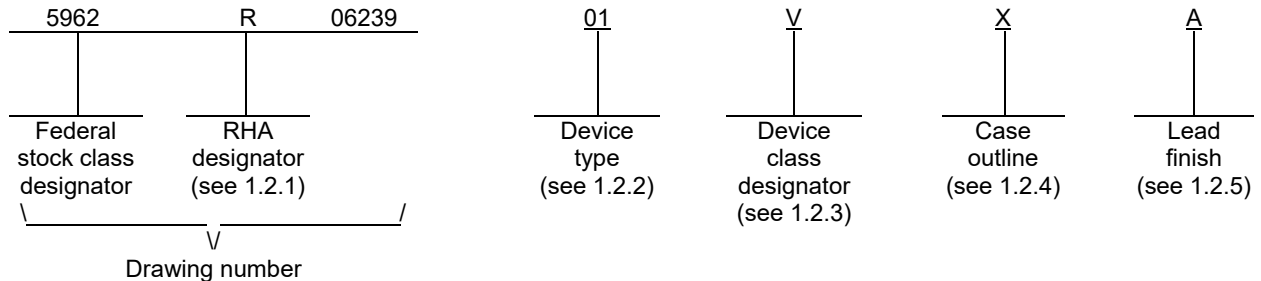 5962 R 06239 01 V X A
Federal stock class designator
RHA designator (see 1.2.1)
Device type (see 1.2.2)
Device class designator (see 1.2.3)
Case outline (see 1.2.4)
Lead finish (see 1.2.5)
Drawing number